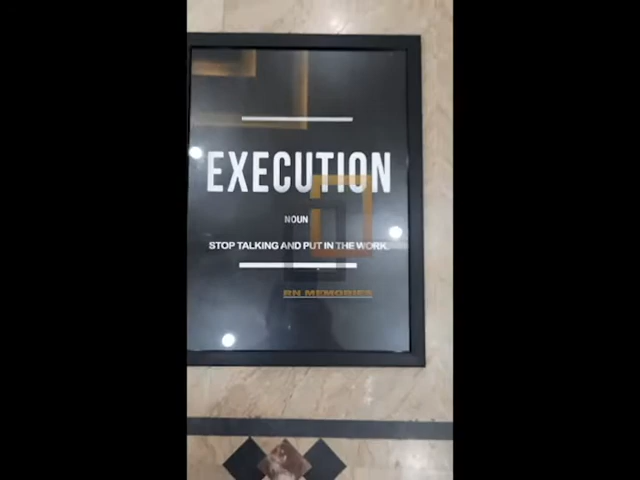 EXECUTION
NOUN
STOP TALKING AND PUT IN THE WORK.
RN MEMORIES